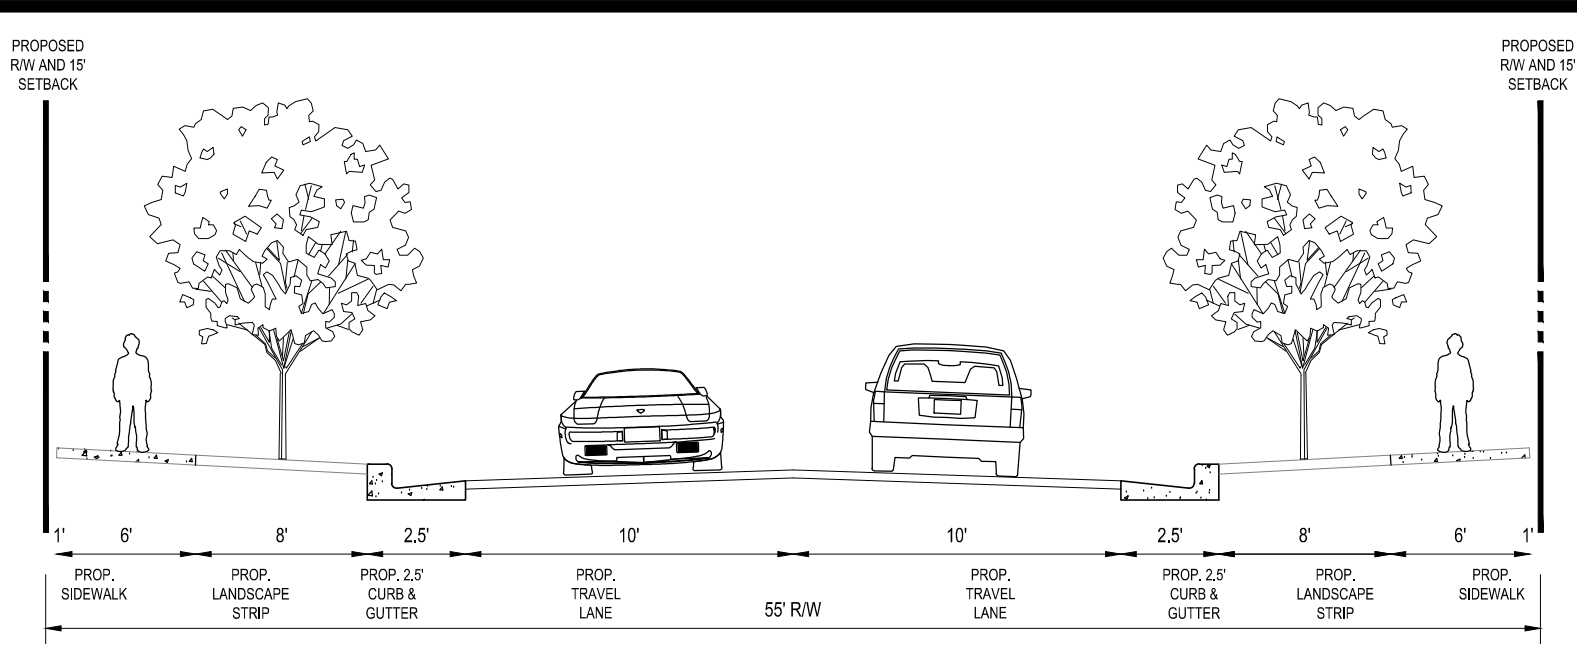 PROPOSED
R/W AND 15'
SETBACK
PROPOSED
R/W AND 15'
SETBACK
1' 6' 8' 2.5' 10' 10' 2.5' 8' 6' 1'
PROP.
SIDEWALK
PROP.
LANDSCAPE
STRIP
PROP. 2.5'
CURB &
GUTTER
PROP.
TRAVEL
LANE
PROP.
TRAVEL
LANE
PROP. 2.5'
CURB &
GUTTER
PROP.
LANDSCAPE
STRIP
PROP.
SIDEWALK
55' R/W